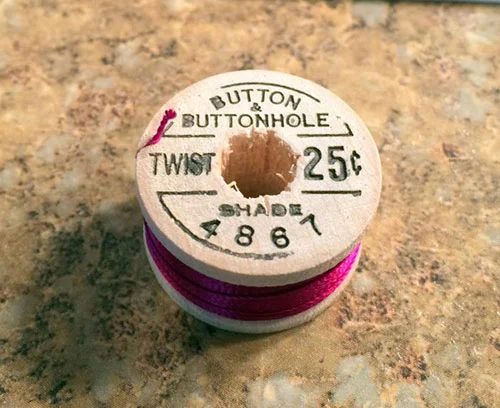 BUTTON
&
BUTTONHOLE
TWIST 25¢
SHADE
4867